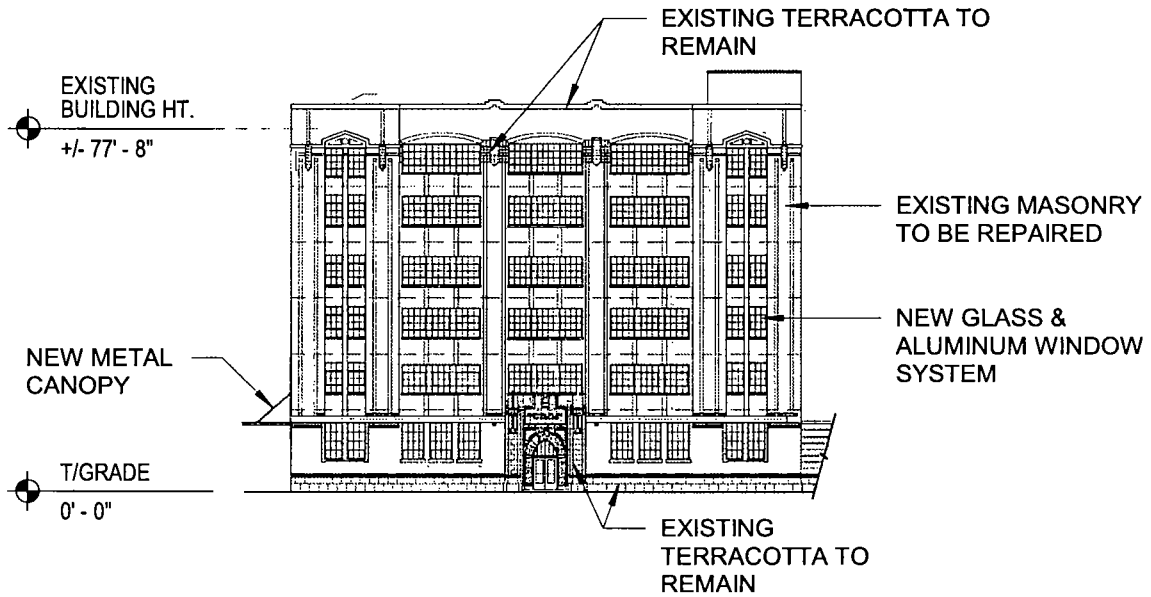 EXISTING TERRACOTTA TO
REMAIN
EXISTING
BUILDING HT.
+/- 77' - 8"
EXISTING MASONRY
TO BE REPAIRED
NEW GLASS &
ALUMINUM WINDOW
SYSTEM
NEW METAL
CANOPY
T/GRADE
0' - 0"
EXISTING
TERRACOTTA TO
REMAIN